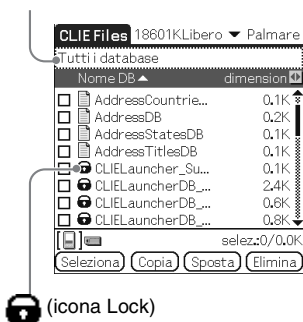 CLIE Files 18601K Libero Palmare
Tutti i database
Nome DB dimension
AddressCountrie... 0.1K
AddressDB 0.2K
AddressStatesDB 0.1K
AddressTitlesDB 0.1K
CLIELauncher_Su... 0.1K
CLIELauncherDB_... 2.4K
CLIELauncherDB_... 0.6K
CLIELauncherDB_... 0.8K
selez.:0/0.0K
Seleziona Copia Sposta Elimina
(icona Lock)